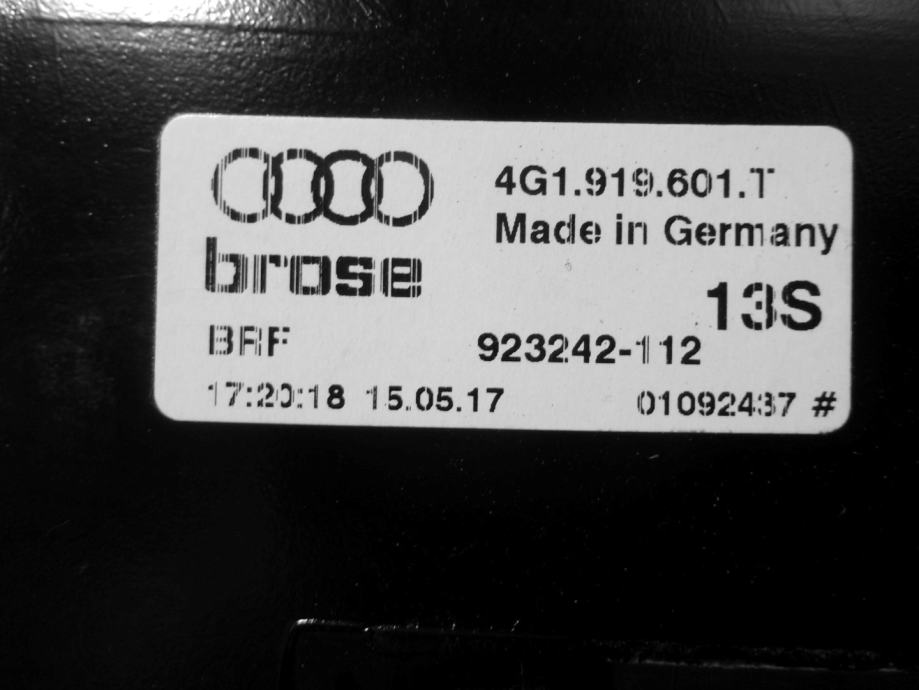 4G1.919.601.T
Made in Germany
brose
13S
BRF
923242-112
17:20:18 15.05.17
01092437 #